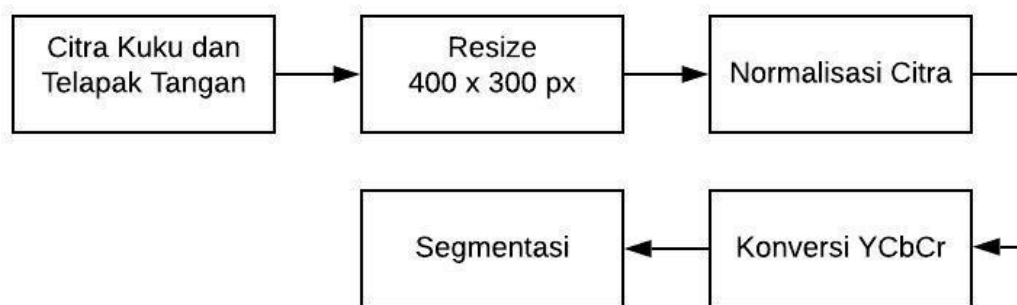 Citra Kuku dan
Telapak Tangan
Resize
400 x 300 px
Normalisasi Citra
Konversi YCbCr
Segmentasi